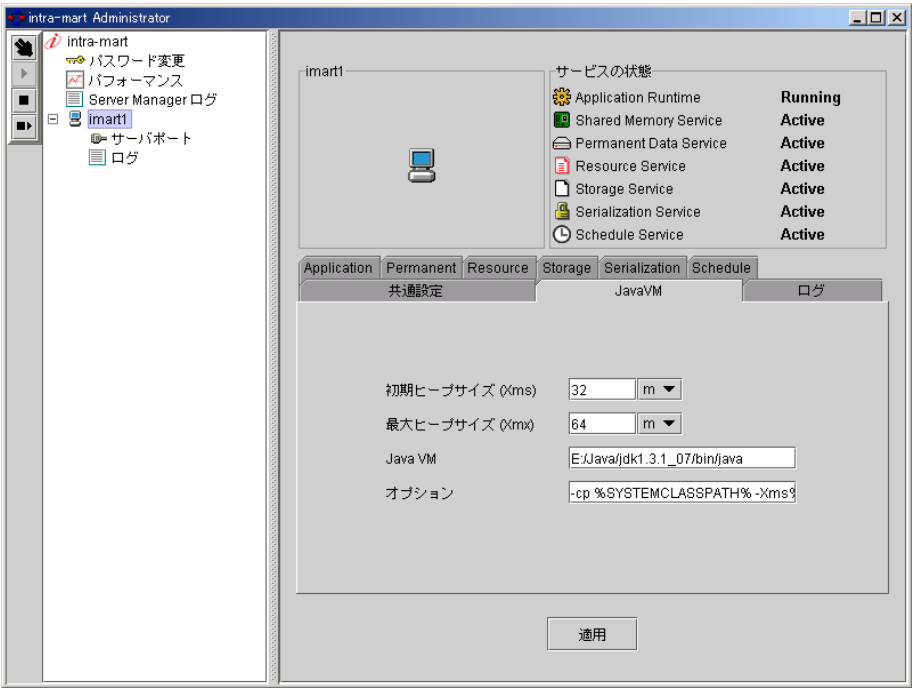 intra-mart Administrator
intra-mart
パスワード変更
パフォーマンス
Server Manager ログ
imart1
サーバポート
ログ
imart1
サービスの状態
Application Runtime Running
Shared Memory Service Active
Permanent Data Service Active
Resource Service Active
Storage Service Active
Serialization Service Active
Schedule Service Active
Application Permanent Resource Storage Serialization Schedule
共通設定 JavaVM ログ
初期ヒープサイズ (Xms) 32 m
最大ヒープサイズ (Xmx) 64 m
Java VM E:/Java/jdk1.3.1_07/bin/java
オプション -cp %SYSTEMCLASSPATH% -Xms%
適用